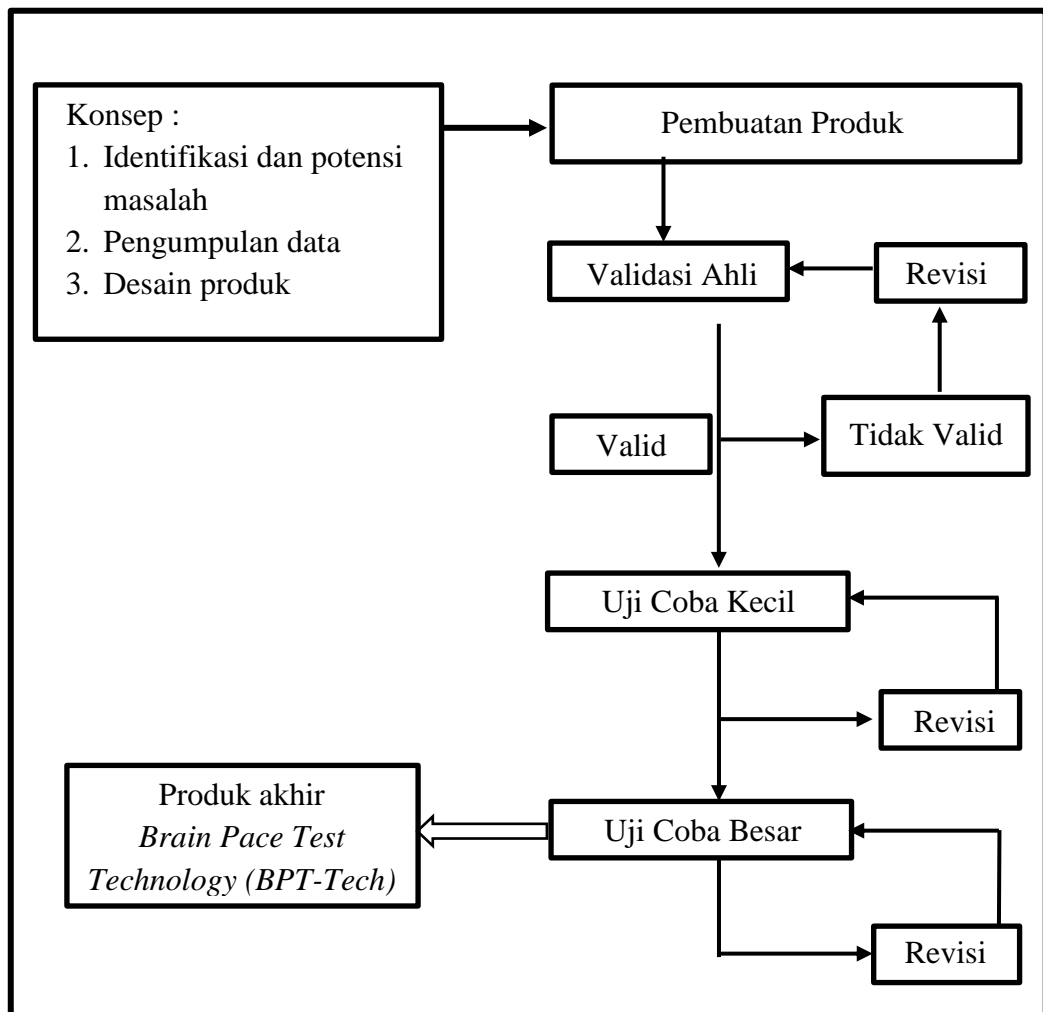 Konsep :
1. Identifikasi dan potensi
masalah
2. Pengumpulan data
3. Desain produk
Pembuatan Produk
Validasi Ahli
Revisi
Valid
Tidak Valid
Uji Coba Kecil
Revisi
Produk akhir
Brain Pace Test
Technology (BPT-Tech)
Uji Coba Besar
Revisi